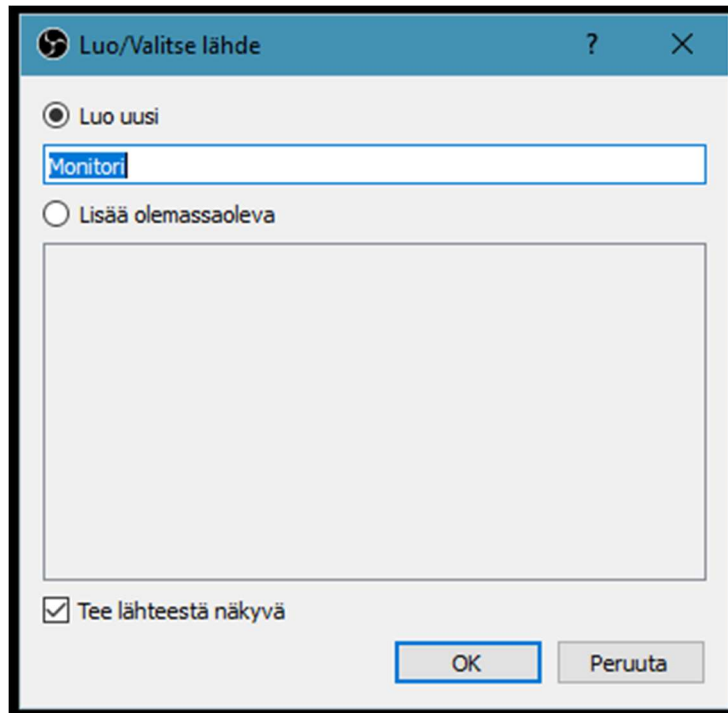 Luo/Valitse lähde
Luo uusi
Monitori
Lisää olemassaoleva
Tee lähteestä näkyvä
OK Peruuta